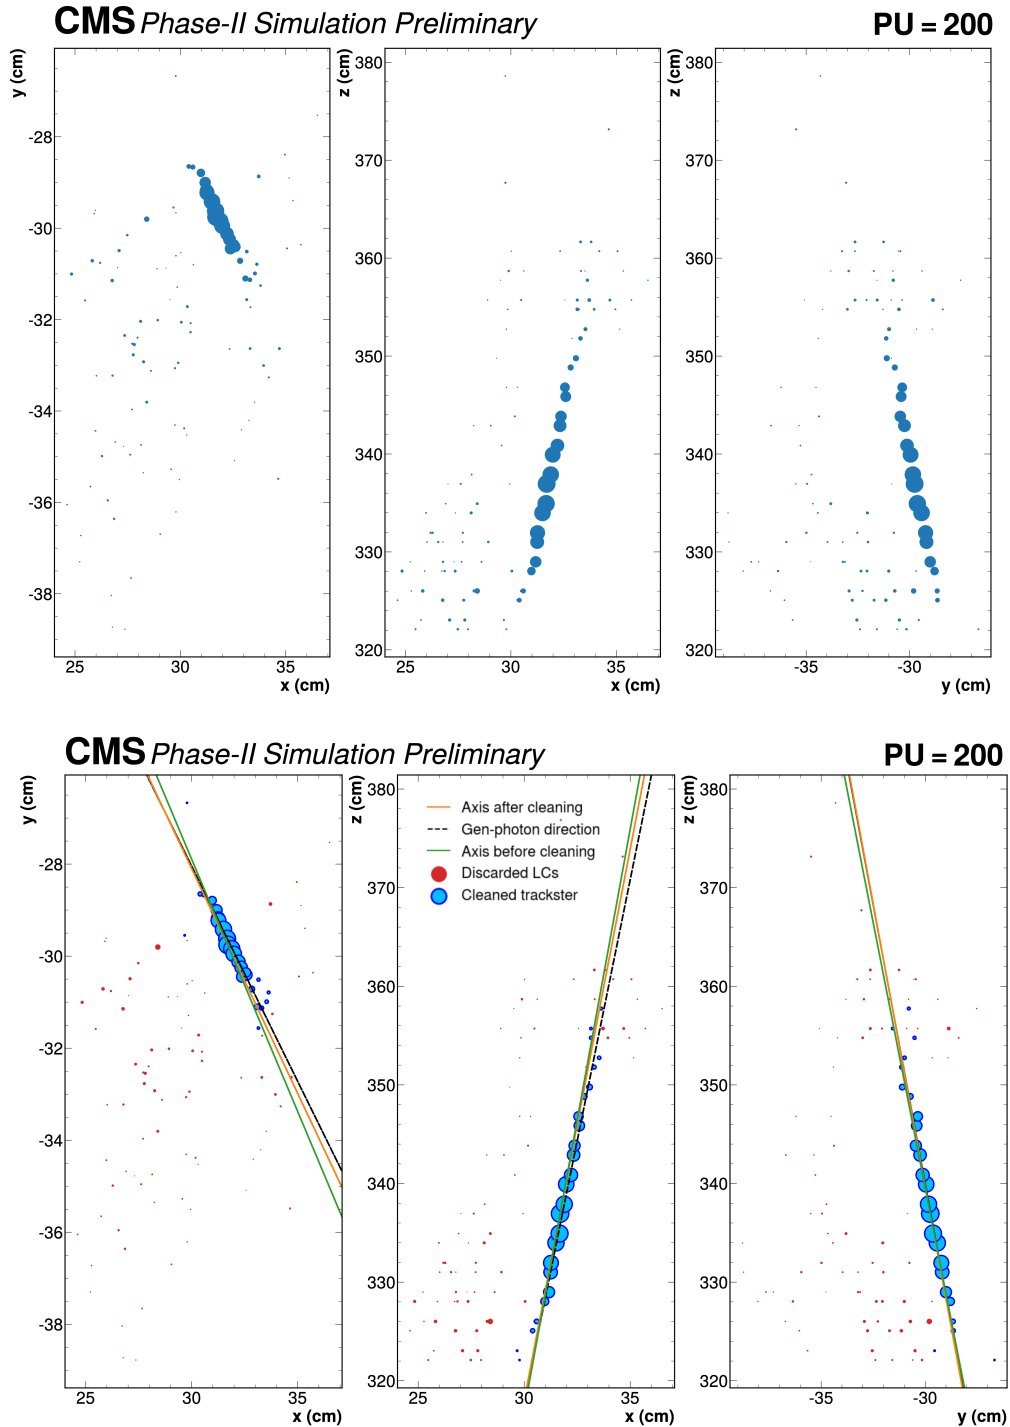 CMS Phase-II Simulation Preliminary PU = 200
y (cm)
-28
-30
-32
-34
-36
-38
25 30 35
x (cm)
z (cm)
380
370
360
350
340
330
320
25 30 35
x (cm)
z (cm)
380
370
360
350
340
330
320
-35 -30
y (cm)
CMS Phase-II Simulation Preliminary PU = 200
y (cm)
-28
-30
-32
-34
-36
-38
25 30 35
x (cm)
z (cm)
380
370
360
350
340
330
320
Axis after cleaning
Gen-photon direction
Axis before cleaning
Discarded LCs
Cleaned trackster
25 30 35
x (cm)
z (cm)
380
370
360
350
340
330
320
-35 -30
y (cm)